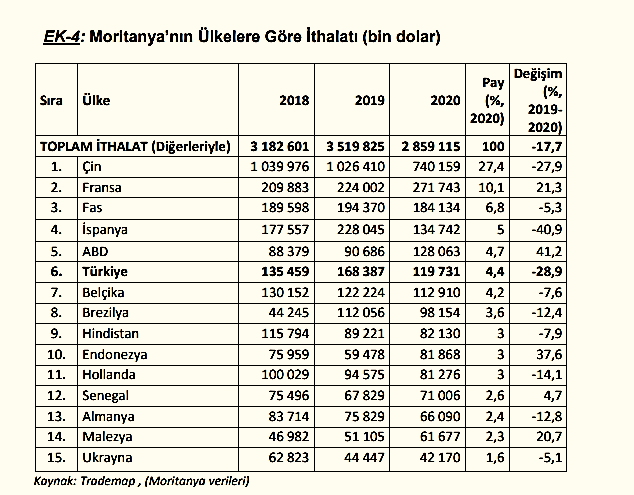 EK-4: Moritanya'nın Ülkelere Göre İthalatı (bin dolar)
Sıra Ülke 2018 2019 2020 Pay (%, 2020) Değişim (%, 2019-2020)
TOPLAM İTHALAT (Diğerleriyle) 3 182 601 3 519 825 2 859 115 100 -17,7
1. Çin 1 039 976 1 026 410 740 159 27,4 -27,9
2. Fransa 209 883 224 002 271 743 10,1 21,3
3. Fas 189 598 194 370 184 134 6,8 -5,3
4. İspanya 177 557 228 045 134 742 5 -40,9
5. ABD 88 379 90 686 128 063 4,7 41,2
6. Türkiye 135 459 168 387 119 731 4,4 -28,9
7. Belçika 130 152 122 224 112 910 4,2 -7,6
8. Brezilya 44 245 112 056 98 154 3,6 -12,4
9. Hindistan 115 794 89 221 82 130 3 -7,9
10. Endonezya 75 959 59 478 81 868 3 37,6
11. Hollanda 100 029 94 575 81 276 3 -14,1
12. Senegal 75 496 67 829 71 006 2,6 4,7
13. Almanya 83 714 75 829 66 090 2,4 -12,8
14. Malezya 46 982 51 105 61 677 2,3 20,7
15. Ukrayna 62 823 44 447 42 170 1,6 -5,1
Kaynak: Trademap , (Moritanya verileri)